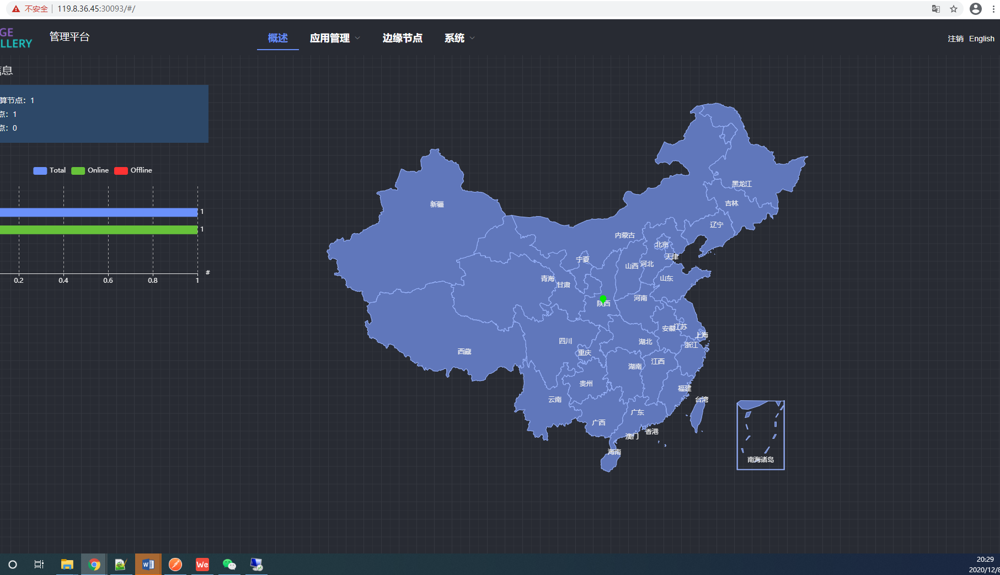 不安全 119.8.36.45:30093/#/
GE
LLERY
管理平台
概述
应用管理
边缘节点
系统
注销 English
信息
算节点：1
点：1
点：0
Total Online Offline
1
1
#
0.2 0.4 0.6 0.8 1
黑龙江
吉林
新疆
辽宁
内蒙古
北京
天津
宁夏
山西
河北
青海
甘肃
山东
陕西
河南
安徽
江苏
上海
四川
湖北
浙江
西藏
重庆
湖南
江西
贵州
福建
云南
台湾
广东
广西
香港
澳门
海南
南海诸岛
We
20:29
2020/12/8